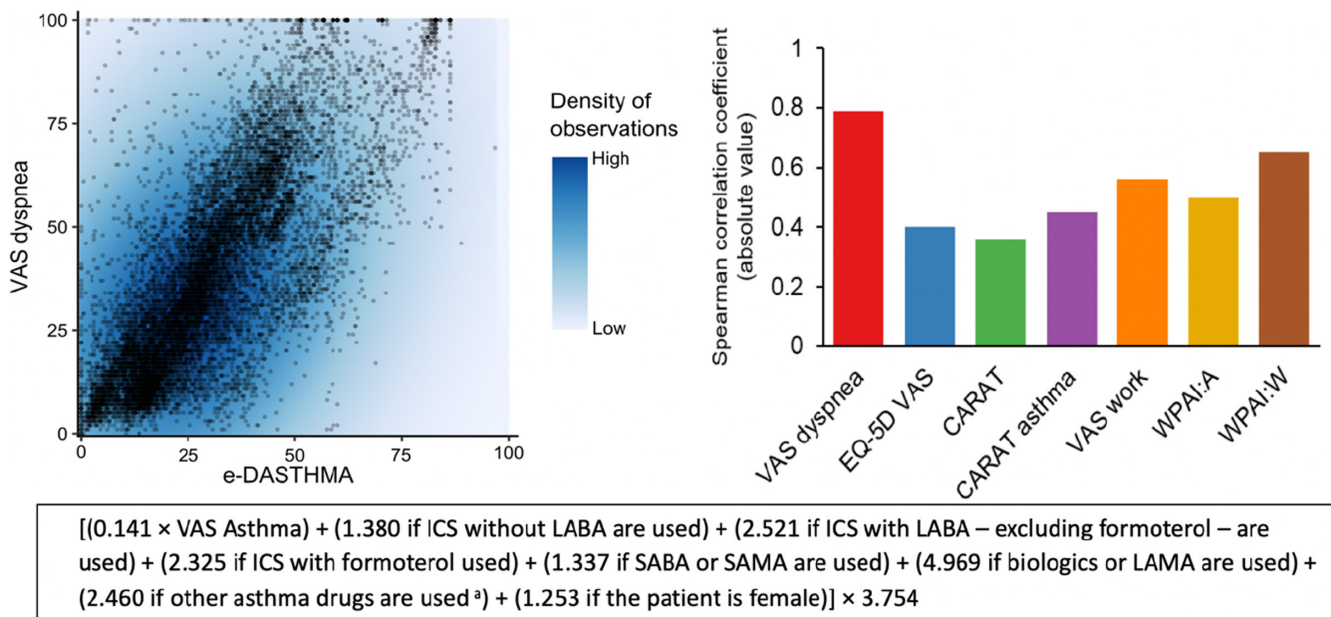 100
75
50
25
0
VAS dyspnea
0
25
50
75
100
e-DASTHMA
Density of
observations
High
Low
Spearman correlation coefficient
(absolute value)
1
0.8
0.6
0.4
0.2
0
VAS dyspnea
EQ-5D VAS
CARAT
CARAT asthma
VAS work
WPAI:A
WPAI:W
[(0.141 × VAS Asthma) + (1.380 if ICS without LABA are used) + (2.521 if ICS with LABA – excluding formoterol – are
used) + (2.325 if ICS with formoterol used) + (1.337 if SABA or SAMA are used) + (4.969 if biologics or LAMA are used) +
(2.460 if other asthma drugs are used ᵃ) + (1.253 if the patient is female)] × 3.754